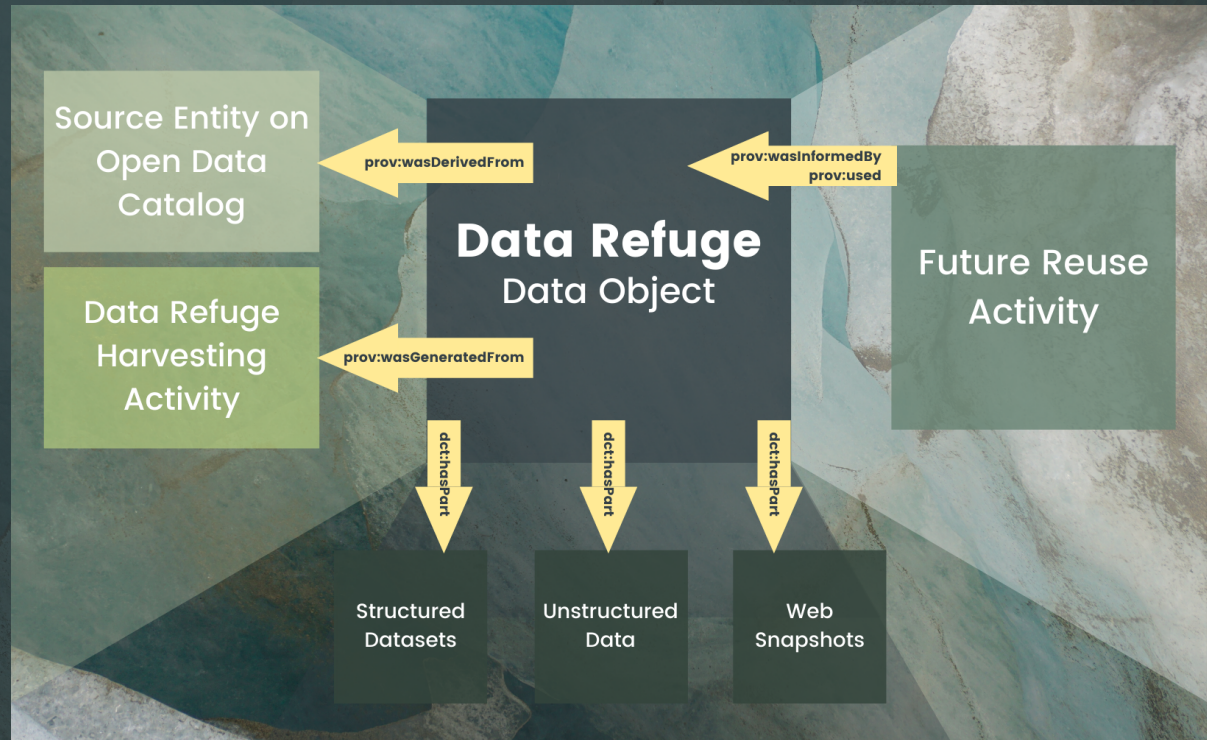 Source Entity on
Open Data
Catalog
prov:wasDerivedFrom
prov:wasInformedBy
prov:used
Data Refuge
Data Object
Future Reuse
Activity
Data Refuge
Harvesting
Activity
prov:wasGeneratedFrom
dct:hasPart
dct:hasPart
dct:hasPart
Structured
Datasets
Unstructured
Data
Web
Snapshots